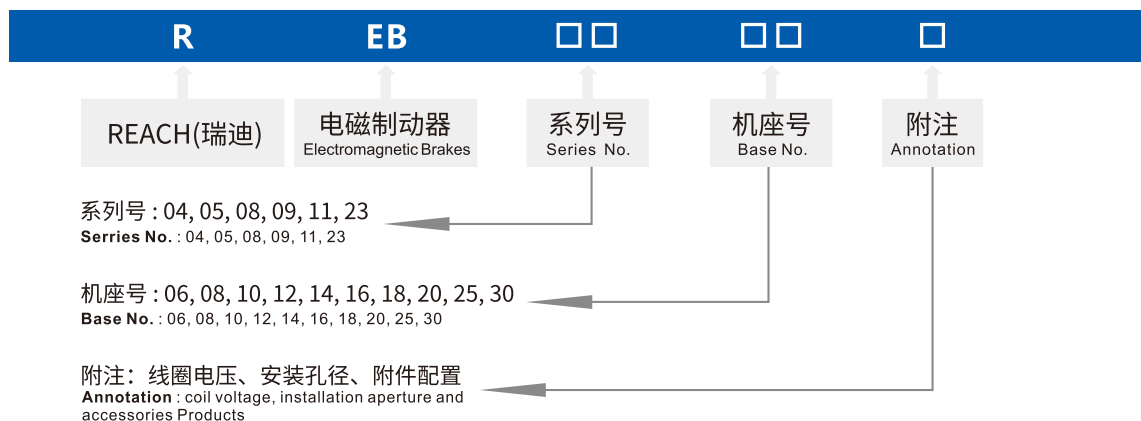 R EB □□ □□ □
REACH(瑞迪)
电磁制动器
Electromagnetic Brakes
系列号
Series No.
机座号
Base No.
附注
Annotation
系列号 : 04, 05, 08, 09, 11, 23
Serries No. : 04, 05, 08, 09, 11, 23
机座号 : 06, 08, 10, 12, 14, 16, 18, 20, 25, 30
Base No. : 06, 08, 10, 12, 14, 16, 18, 20, 25, 30
附注：线圈电压、安装孔径、附件配置
Annotation : coil voltage, installation aperture and
accessories Products